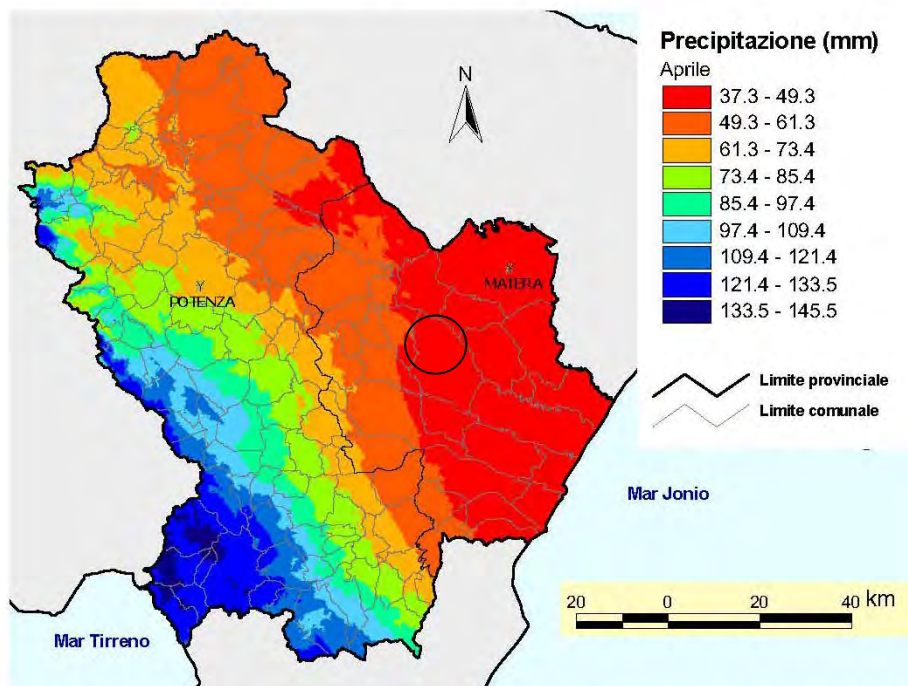 Precipitazione (mm)
Aprile
37.3 - 49.3
49.3 - 61.3
61.3 - 73.4
73.4 - 85.4
85.4 - 97.4
97.4 - 109.4
109.4 - 121.4
121.4 - 133.5
133.5 - 145.5
Limite provinciale
Limite comunale
N
MATERA
POTENZA
Mar Jonio
Mar Tirreno
20 0 20 40 km